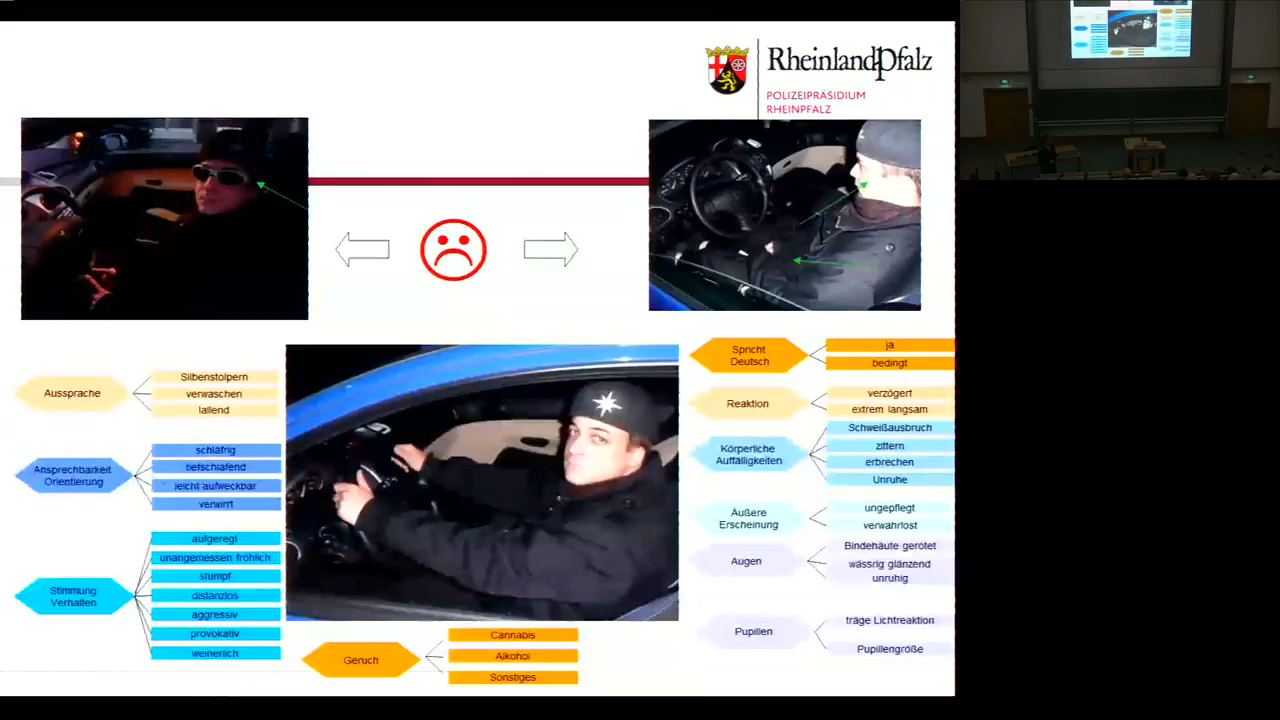 RheinlandPfalz
POLIZEIPRÄSIDIUM
RHEINPFALZ
Aussprache
Silbenstolpern
verwaschen
lallend
Ansprechbarkeit
Orientierung
schläfrig
tiefschlafend
leicht aufweckbar
verwirrt
Stimmung
Verhalten
aufgeregt
unangemessen fröhlich
stumpf
distanzlos
aggressiv
provokativ
weinerlich
Geruch
Cannabis
Alkohol
Sonstiges
Spricht
Deutsch
ja
bedingt
Reaktion
verzögert
extrem langsam
Körperliche
Auffälligkeiten
Schweißausbruch
zittern
erbrechen
Unruhe
Äußere
Erscheinung
ungepflegt
verwahrlost
Augen
Bindehäute gerötet
wässrig glänzend
unruhig
Pupillen
träge Lichtreaktion
Pupillengröße